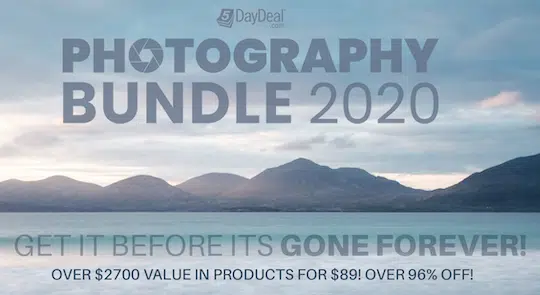 5DayDeal
.com
PHOTOGRAPHY
BUNDLE 2020
GET IT BEFORE ITS GONE FOREVER!
OVER $2700 VALUE IN PRODUCTS FOR $89! OVER 96% OFF!